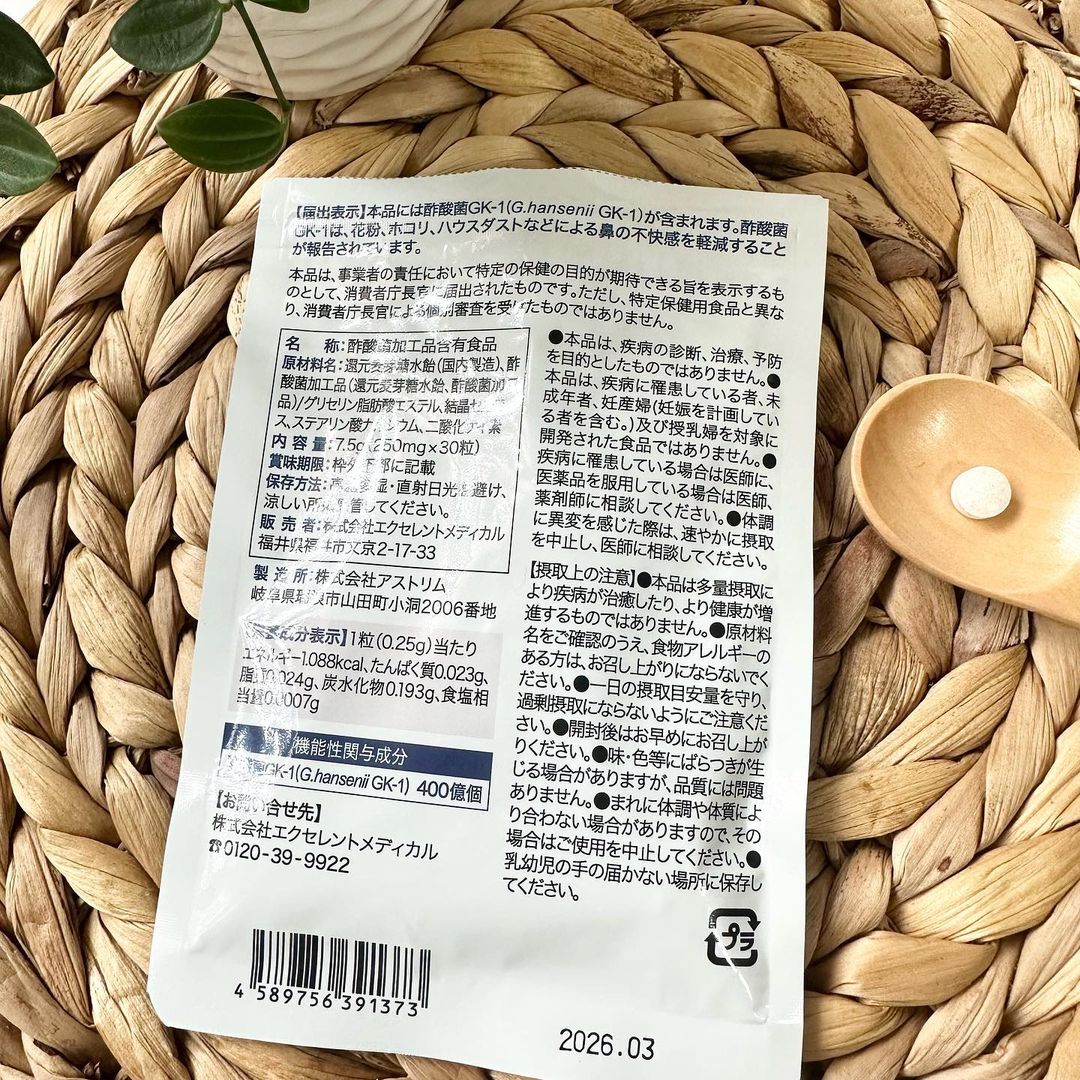 【届出表示】本品には酢酸菌GK-1(G.hansenii GK-1)が含まれます。酢酸菌
GK-1は、花粉、ホコリ、ハウスダストなどによる鼻の不快感を軽減すること
が報告されています。
本品は、事業者の責任において特定の保健の目的が期待できる旨を表示するも
のとして、消費者庁長官に届出されたものです。ただし、特定保健用食品と異な
り、消費者庁長官による個別審査を受けたものではありません。
名 称:酢酸菌加工品含有食品
原材料名:還元麦芽糖水飴(国内製造)、酢
酸菌加工品(還元麦芽糖水飴、酢酸菌加工
品)/グリセリン脂肪酸エステル、結晶セ
ス、ステアリン酸 シウム、二酸化ケイ素
内 容 量:7.5g(250mg×30粒)
賞味期限:枠外下部に記載
保存方法:高温多湿・直射日光を避け、
涼しい所 管してください。
販 売 者:株式会社エクセレントメディカル
福井県福井市文京2-17-33
製 造 所:株式会社アストリム
岐阜県瑞浪市山田町小洞2006番地
【栄養成分表示】1粒(0.25g)当たり
エネルギー1.088kcal、たんぱく質0.023g、
脂質0.024g、炭水化物0.193g、食塩相
当量0.0007g
機能性関与成分
GK-1(G.hansenii GK-1) 400億個
【お問い合せ先】
株式会社エクセレントメディカル
☎0120-39-9922
4 589756 391373
●本品は、疾病の診断、治療、予防
を目的としたものではありません。●
本品は、疾病に罹患している者、未
成年者、妊産婦(妊娠を計画してい
る者を含む。)及び授乳婦を対象に
開発された食品ではありません。●
疾病に罹患している場合は医師に、
医薬品を服用している場合は医師、
薬剤師に相談してください。●体調
に異変を感じた際は、速やかに摂取
を中止し、医師に相談してください。
【摂取上の注意】●本品は多量摂取に
より疾病が治癒したり、より健康が増
進するものではありません。●原材料
名をご確認のうえ、食物アレルギーの
ある方は、お召し上がりにならないでく
ださい。●一日の摂取目安量を守り、
過剰摂取にならないようにご注意くだ
さい。●開封後はお早めにお召し上が
りください。●味・色等にばらつきが生
じる場合がありますが、品質には問題
ありません。●まれに体調や体質によ
り合わない場合がありますので、その
場合はご使用を中止してください。●
乳幼児の手の届かない場所に保存し
てください。
プラ
2026.03